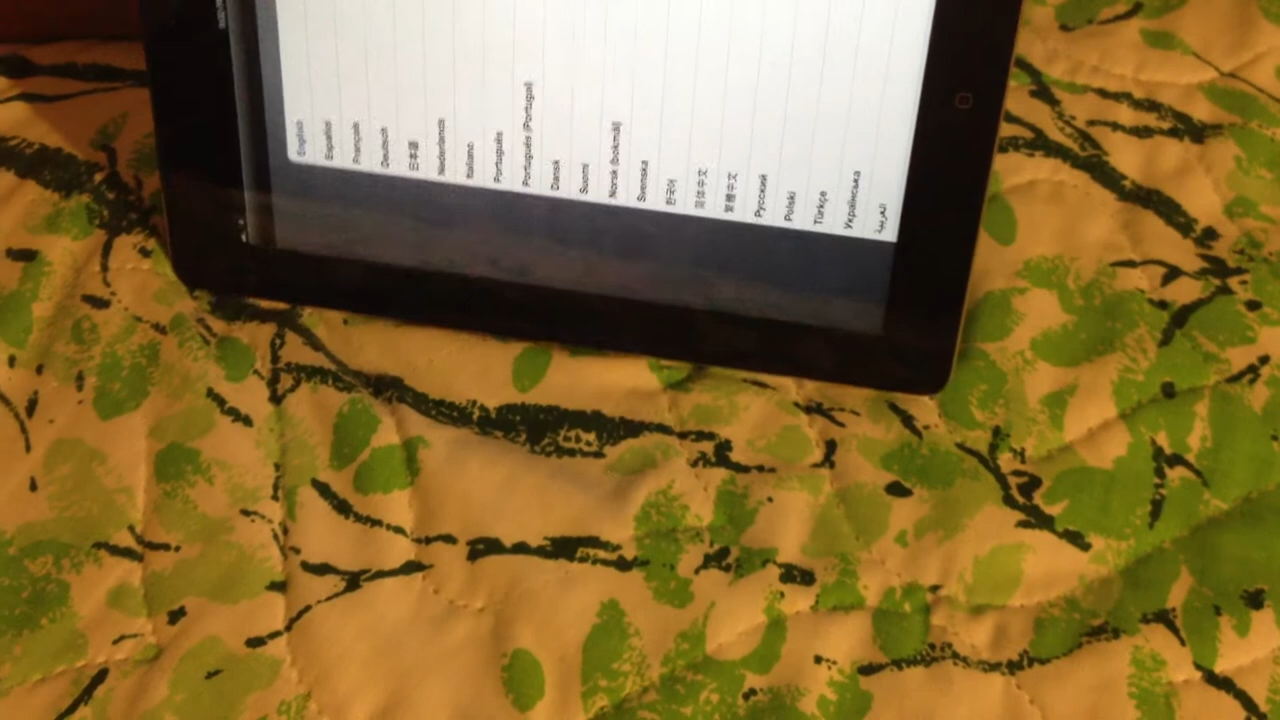 English
Español
Français
Deutsch
日本語
Nederlands
Italiano
Português
Português (Portugal)
Dansk
Suomi
Norsk (bokmål)
Svenska
한국어
简体中文
繁體中文
Русский
Polski
Türkçe
Українська
العربية